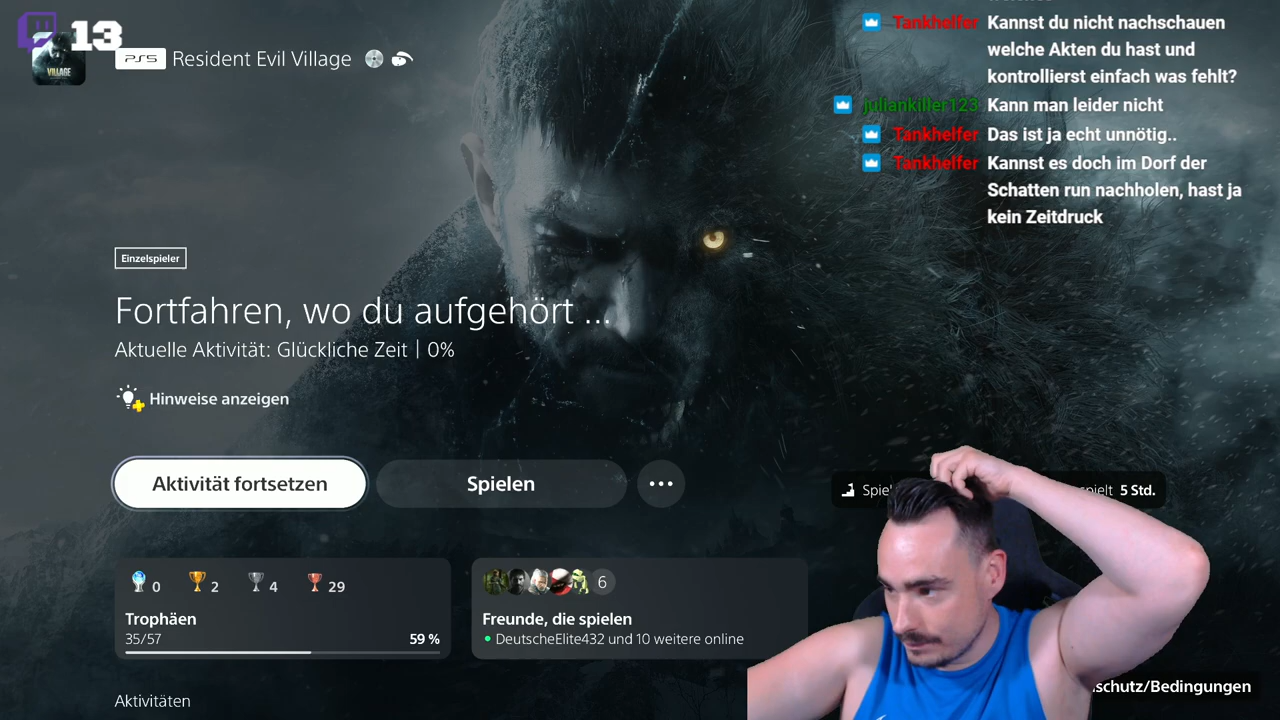 13
PS5 Resident Evil Village
VILLAGE
Tankhelfer Kannst du nicht nachschauen
welche Akten du hast und
kontrollierst einfach was fehlt?
juliankiller123 Kann man leider nicht
Tankhelfer Das ist ja echt unnötig..
Tankhelfer Kannst es doch im Dorf der
Schatten run nachholen, hast ja
kein Zeitdruck
Einzelspieler
Fortfahren, wo du aufgehört ...
Aktuelle Aktivität: Glückliche Zeit | 0%
Hinweise anzeigen
Aktivität fortsetzen
Spielen
5 Std.
0 2 4 29
Trophäen
35/57 59 %
6
Freunde, die spielen
DeutscheElite432 und 10 weitere online
schutz/Bedingungen
Aktivitäten